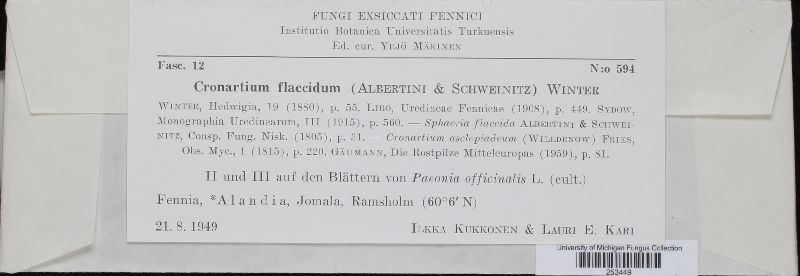 FUNGI EXSICCATI FENNICI
Instituto Botanica Universitatis Turkuensis
Ed. cur. YRJÖ MÄKINEN
Fasc. 12 N:o 594
Cronartium flaccidum (ALBERTINI & SCHWEINITZ) WINTER
WINTER, Hedwigia, 19 (1880), p. 55. LIRO, Uredineae Fennicae (1908), p. 449. SYDOW,
Monographia Uredinearum, III (1915), p. 560. — Sphaeria flaccida ALBERTINI & SCHWEI-
NITZ, Consp. Fung. Nisk. (1805), p. 31. — Cronartium asclepiadeum (WILLDENOW) FRIES,
Obs. Myc., 1 (1815), p. 220. GÄUMANN, Die Rostpilze Mitteleuropas (1959), p. 81.
II und III auf den Blättern von Paeonia officinalis L. (cult.)
Fennia, *Alandia, Jomala, Ramsholm (60°6' N)
21. 8. 1949 ILKKA KUKKONEN & LAURI E. KARI
University of Michigan Fungus Collection
253449